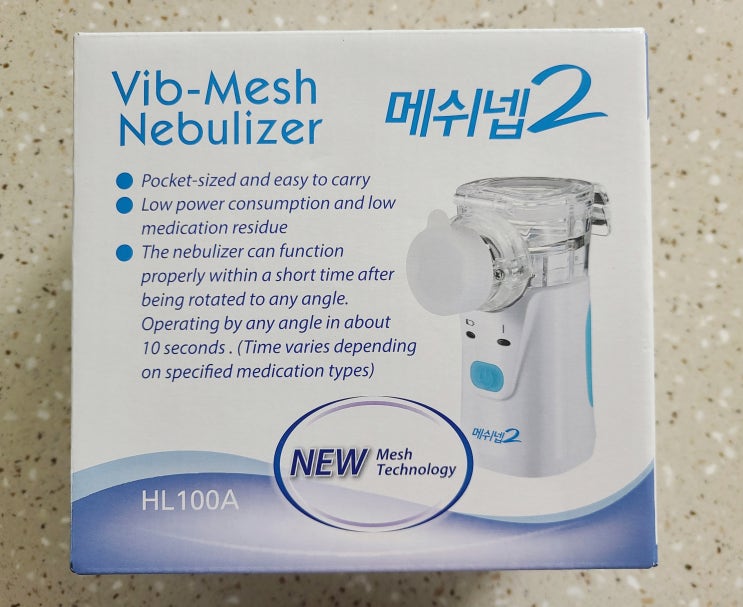 Vib-Mesh
Nebulizer
메쉬넵2
Pocket-sized and easy to carry
Low power consumption and low
medication residue
The nebulizer can function
properly within a short time after
being rotated to any angle.
Operating by any angle in about
10 seconds . (Time varies depending
on specified medication types)
메쉬넵2
NEW Mesh
Technology
HL100A